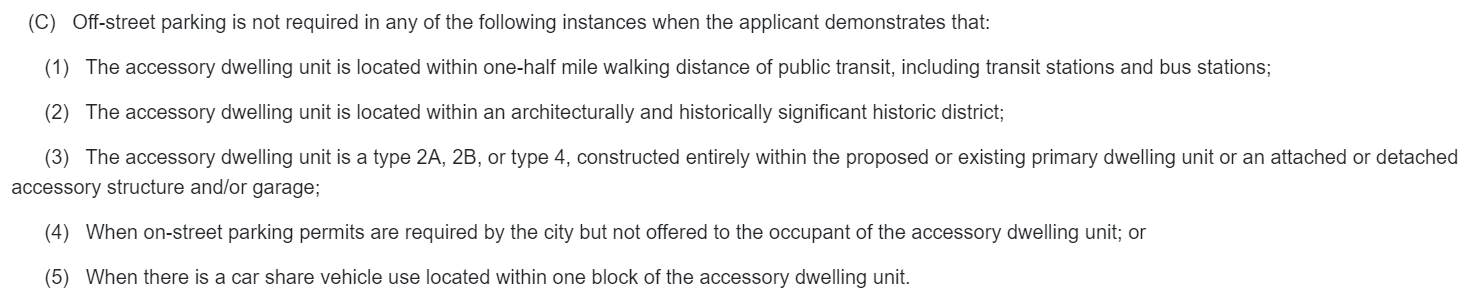 (C) Off-street parking is not required in any of the following instances when the applicant demonstrates that:
(1) The accessory dwelling unit is located within one-half mile walking distance of public transit, including transit stations and bus stations;
(2) The accessory dwelling unit is located within an architecturally and historically significant historic district;
(3) The accessory dwelling unit is a type 2A, 2B, or type 4, constructed entirely within the proposed or existing primary dwelling unit or an attached or detached
accessory structure and/or garage;
(4) When on-street parking permits are required by the city but not offered to the occupant of the accessory dwelling unit; or
(5) When there is a car share vehicle use located within one block of the accessory dwelling unit.